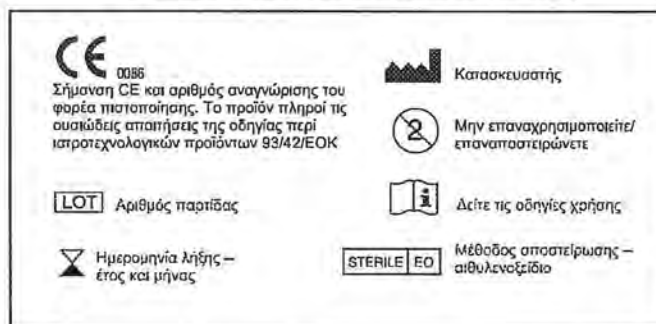 CE 0086
Σήμανση CE και αριθμός αναγνώρισης του
φορέα πιστοποίησης. Το προϊόν πληροί τις
ουσιώδεις απαιτήσεις της οδηγίας περί
ιατροτεχνολογικών προϊόντων 93/42/ΕΟΚ
LOT Αριθμός παρτίδας
Ημερομηνία λήξης –
έτος και μήνας
Κατασκευαστής
2 Μην επαναχρησιμοποιείτε/
επαναποστειρώνετε
i Δείτε τις οδηγίες χρήσης
STERILE EO Μέθοδος αποστείρωσης –
αιθυλενοξείδιο